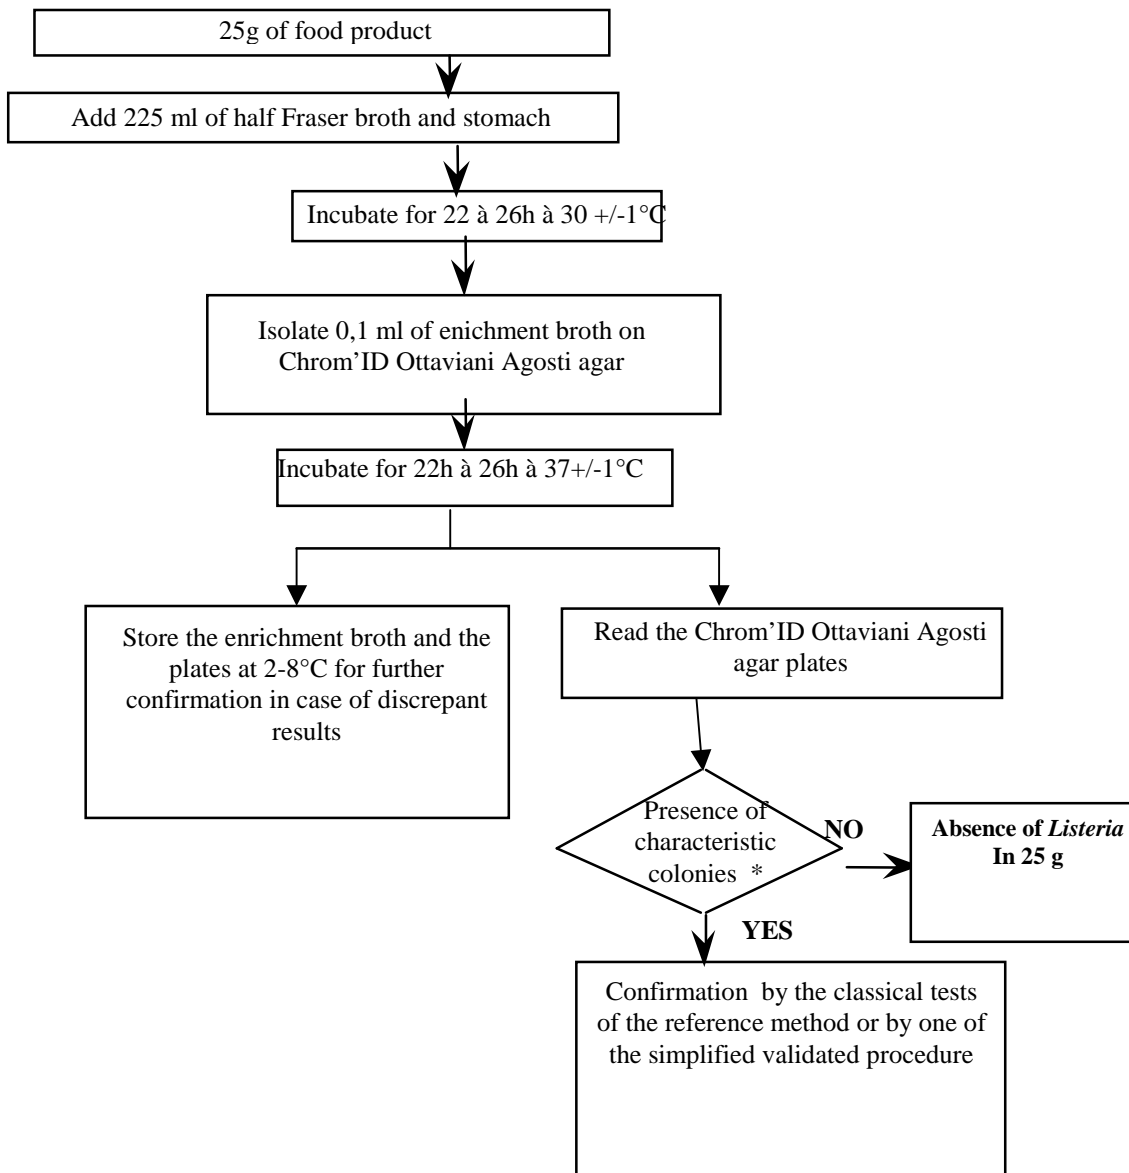 25g of food product
Add 225 ml of half Fraser broth and stomach
Incubate for 22 à 26h à 30 +/-1°C
Isolate 0,1 ml of enichment broth on
Chrom’ID Ottaviani Agosti agar
Incubate for 22h à 26h à 37+/-1°C
Store the enrichment broth and the
plates at 2-8°C for further
confirmation in case of discrepant
results
Read the Chrom’ID Ottaviani Agosti
agar plates
Presence of
characteristic
colonies *
NO
Absence of Listeria
In 25 g
YES
Confirmation by the classical tests
of the reference method or by one of
the simplified validated procedure